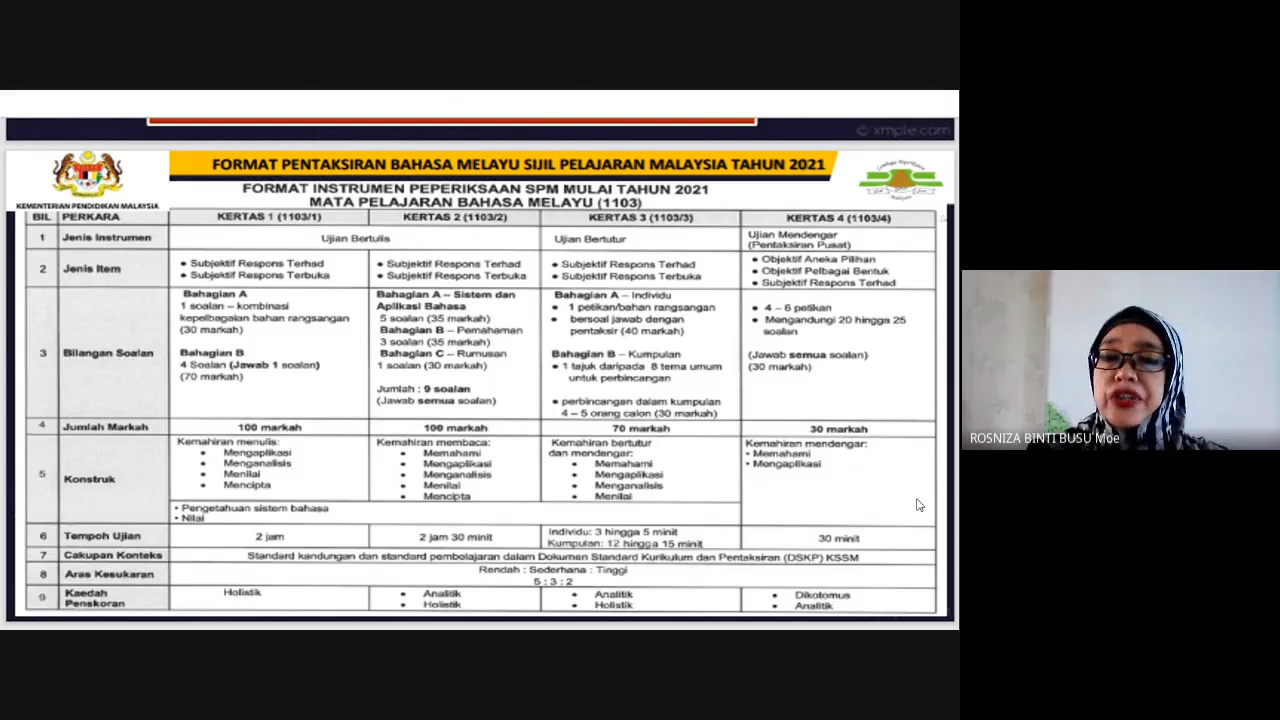 © xmple.com
FORMAT PENTAKSIRAN BAHASA MELAYU SIJIL PELAJARAN MALAYSIA TAHUN 2021
KEMENTERIAN PENDIDIKAN MALAYSIA
FORMAT INSTRUMEN PEPERIKSAAN SPM MULAI TAHUN 2021
MATA PELAJARAN BAHASA MELAYU (1103)
BIL PERKARA KERTAS 1 (1103/1) KERTAS 2 (1103/2) KERTAS 3 (1103/3) KERTAS 4 (1103/4)
1 Jenis Instrumen
Ujian Bertulis
Ujian Bertutur
Ujian Mendengar
(Pentaksiran Pusat)
2 Jenis Item
• Subjektif Respons Terhad
• Subjektif Respons Terbuka
• Subjektif Respons Terhad
• Subjektif Respons Terbuka
• Subjektif Respons Terhad
• Subjektif Respons Terbuka
• Objektif Aneka Pilihan
• Objektif Pelbagai Bentuk
• Subjektif Respons Terhad
3 Bilangan Soalan
Bahagian A
1 soalan – kombinasi
kepelbagaian bahan rangsangan
(30 markah)
Bahagian B
4 Soalan (Jawab 1 soalan)
(70 markah)
Bahagian A – Sistem dan
Aplikasi Bahasa
5 soalan (35 markah)
Bahagian B – Pemahaman
3 soalan (35 markah)
Bahagian C – Rumusan
1 soalan (30 markah)
Jumlah : 9 soalan
(Jawab semua soalan)
Bahagian A – Individu
• 1 petikan/bahan rangsangan
• bersoal jawab dengan
pentaksir (40 markah)
Bahagian B – Kumpulan
• 1 tajuk daripada 8 tema umum
untuk perbincangan
• perbincangan dalam kumpulan
4 – 5 orang calon (30 markah)
• 4 – 6 petikan
• Mengandungi 20 hingga 25
soalan
(Jawab semua soalan)
(30 markah)
4 Jumlah Markah 100 markah 100 markah 70 markah 30 markah
5 Konstruk
Kemahiran menulis:
• Mengaplikasi
• Menganalisis
• Menilai
• Mencipta
Kemahiran membaca:
• Memahami
• Mengaplikasi
• Menganalisis
• Menilai
• Mencipta
Kemahiran bertutur
dan mendengar:
• Memahami
• Mengaplikasi
• Menganalisis
• Menilai
Kemahiran mendengar:
• Memahami
• Mengaplikasi
• Pengetahuan sistem bahasa
• Nilai
6 Tempoh Ujian
2 jam
2 jam 30 minit
Individu: 3 hingga 5 minit
Kumpulan: 12 hingga 15 minit
30 minit
7 Cakupan Konteks Standard kandungan dan standard pembelajaran dalam Dokumen Standard Kurikulum dan Pentaksiran (DSKP) KSSM
8 Aras Kesukaran
Rendah : Sederhana : Tinggi
5 : 3 : 2
9 Kaedah
Penskoran
Holistik
• Analitik
• Holistik
• Analitik
• Holistik
• Dikotomus
• Analitik
ROSNIZA BINTI BUSU Moe